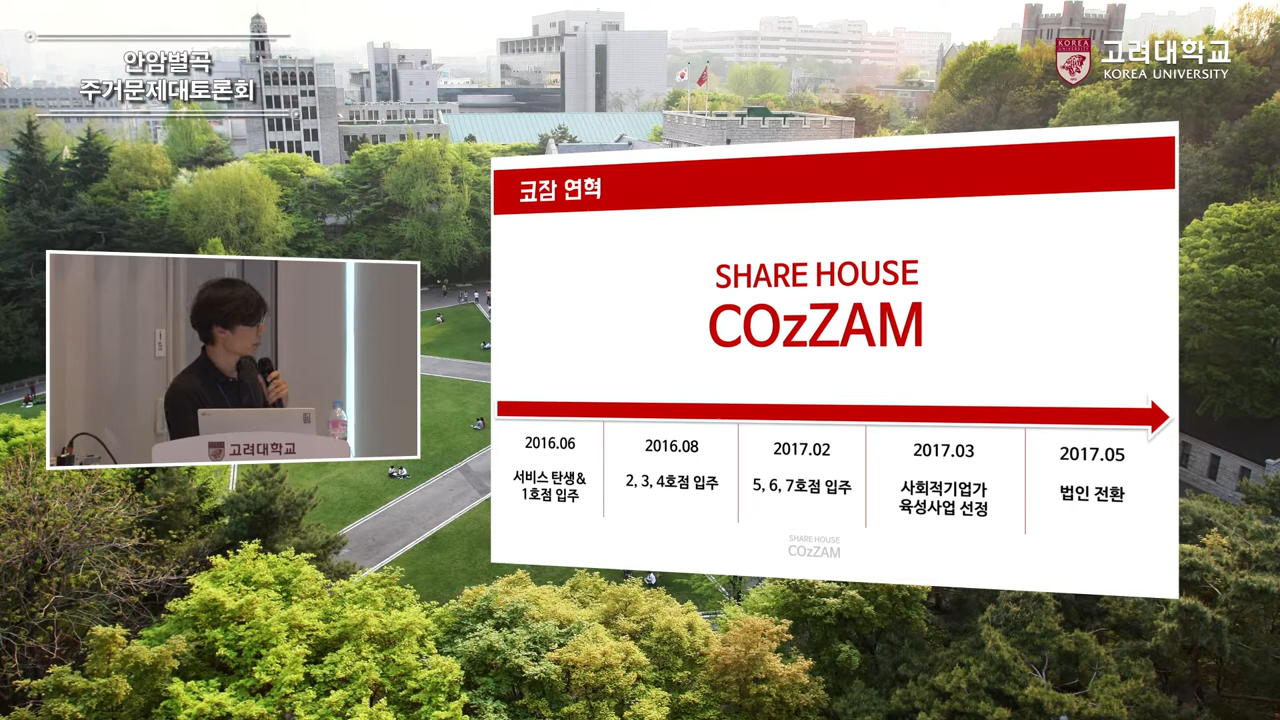 안암별곡
주거문제대토론회
고려대학교
KOREA UNIVERSITY
코잠 연혁
SHARE HOUSE
COzZAM
2016.06
서비스 탄생&
1호점 입주
2016.08
2, 3, 4호점 입주
2017.02
5, 6, 7호점 입주
2017.03
사회적기업가
육성사업 선정
2017.05
법인 전환
SHARE HOUSE
COzZAM
고려대학교